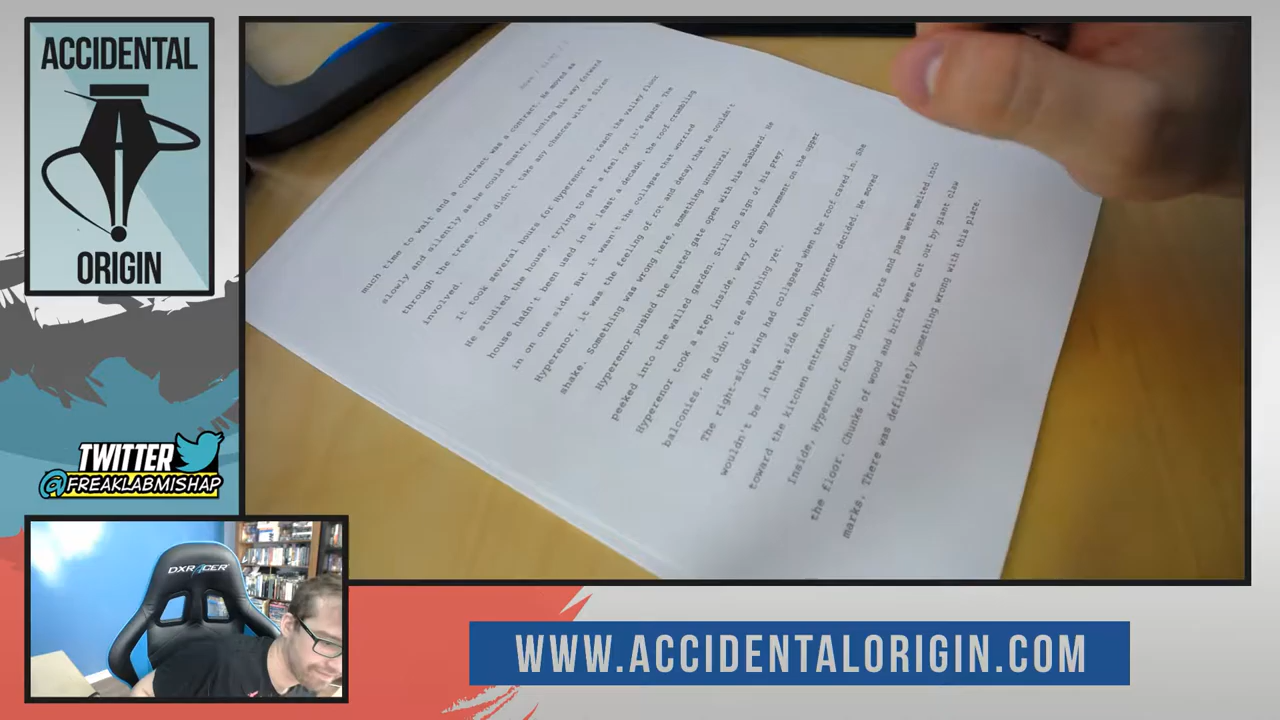 ACCIDENTAL
ORIGIN
TWITTER
@FREAKLABMISHAP
DXRACER
much time to wait and a contract was a contract. He moved as
slowly and silently as he could muster, inching his way forward
through the trees. One didn't take any chances with a Siren
involved.
It took several hours for Hyperenor to reach the valley floor
He studied the house, trying to get a feel for it's space. The
house hadn't been used in at least a decade, the roof crumbling
in on one side. But it wasn't the collapse that worried
Hyperenor, it was the feeling of rot and decay that he couldn't
shake. Something was wrong here, something unnatural.
Hyperenor pushed the rusted gate open with his scabbard. He
peeked into the walled garden. Still no sign of his prey.
Hyperenor took a step inside, wary of any movement on the upper
balconies. He didn't see anything yet.
The right-side wing had collapsed when the roof caved in. She
wouldn't be in that side then, Hyperenor decided. He moved
toward the kitchen entrance.
Inside, Hyperenor found horror. Pots and pans were melted into
the floor. Chunks of wood and brick were cut out by giant claw
marks. There was definitely something wrong with this place.
WWW.ACCIDENTALORIGIN.COM